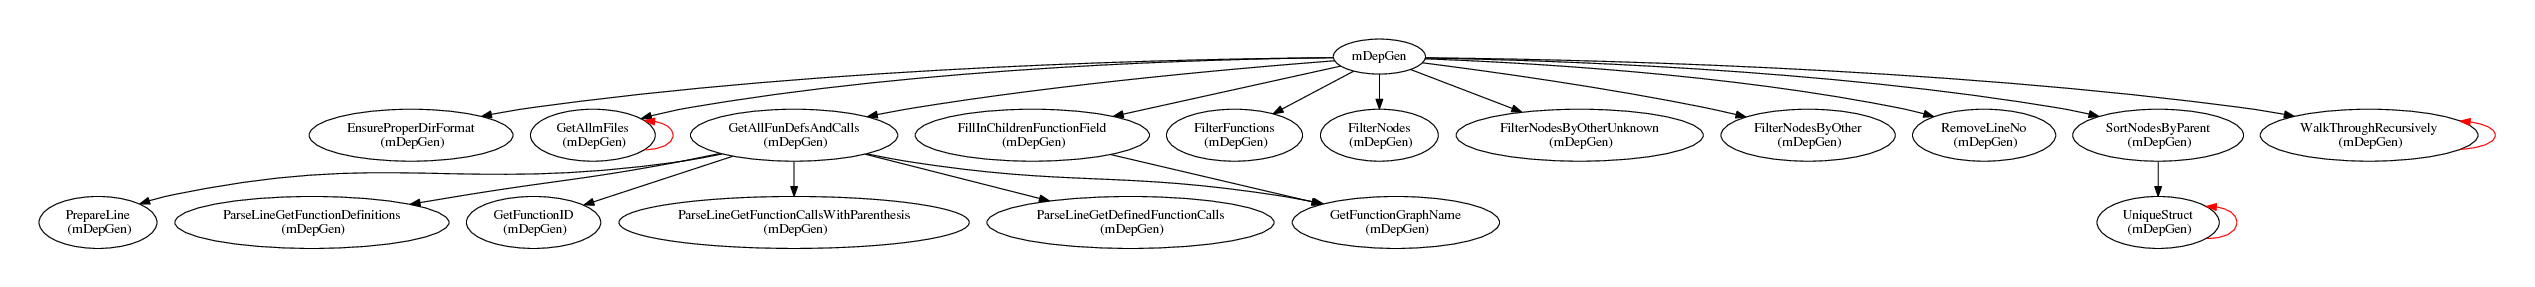 mDepGen
EnsureProperDirFormat
(mDepGen)
GetAllmFiles
(mDepGen)
GetAllFunDefsAndCalls
(mDepGen)
FillInChildrenFunctionField
(mDepGen)
FilterFunctions
(mDepGen)
FilterNodes
(mDepGen)
FilterNodesByOtherUnknown
(mDepGen)
FilterNodesByOther
(mDepGen)
RemoveLineNo
(mDepGen)
SortNodesByParent
(mDepGen)
WalkThroughRecursively
(mDepGen)
PrepareLine
(mDepGen)
ParseLineGetFunctionDefinitions
(mDepGen)
GetFunctionID
(mDepGen)
ParseLineGetFunctionCallsWithParenthesis
(mDepGen)
ParseLineGetDefinedFunctionCalls
(mDepGen)
GetFunctionGraphName
(mDepGen)
UniqueStruct
(mDepGen)